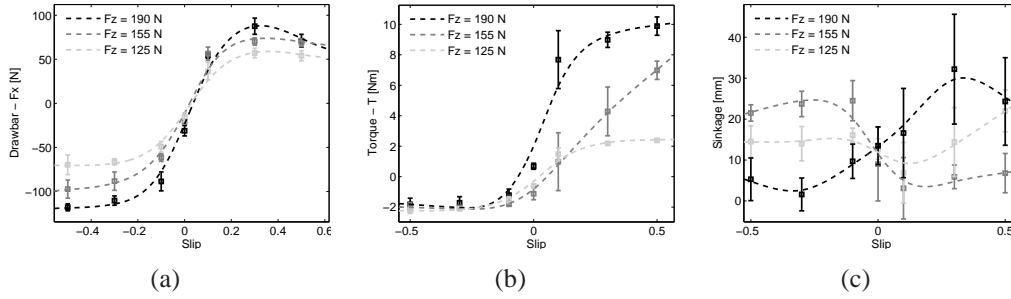 Fz = 190 N
Fz = 155 N
Fz = 125 N
Drawbar − Fx [N]
100
50
0
−50
−100
−0.4
−0.2
0
0.2
0.4
0.6
Slip
(a)
Fz = 190 N
Fz = 155 N
Fz = 125 N
Torque − T [Nm]
10
8
6
4
2
0
−2
−0.5
0
0.5
Slip
(b)
Fz = 190 N
Fz = 155 N
Fz = 125 N
Sinkage [mm]
40
30
20
10
0
−0.5
0
0.5
Slip
(c)